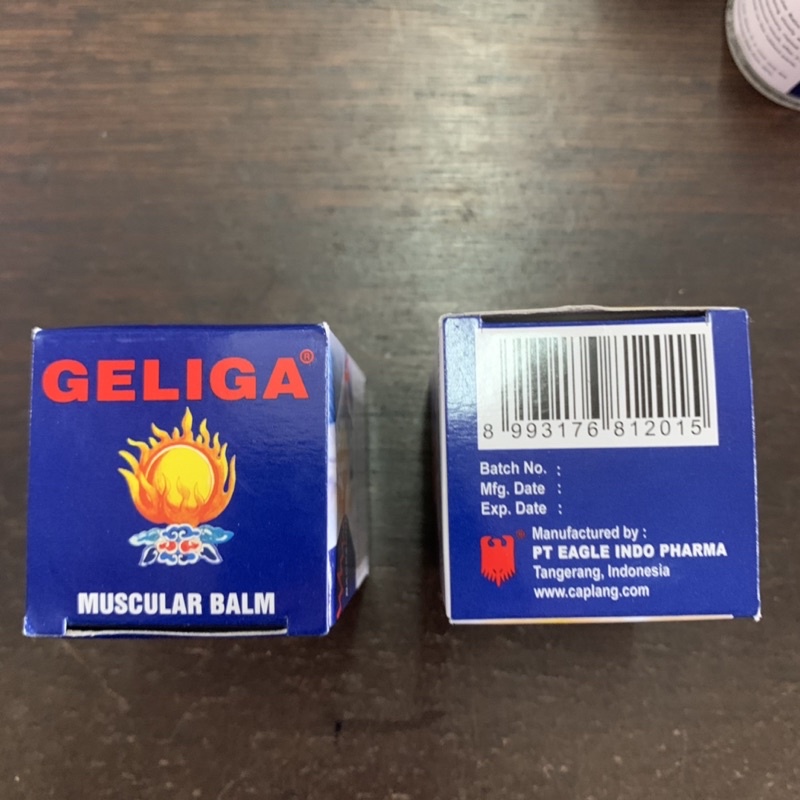 GELIGA®
MUSCULAR BALM
8 993176 812015
Batch No. :
Mfg. Date :
Exp. Date :
Manufactured by :
PT EAGLE INDO PHARMA
Tangerang, Indonesia
www.caplang.com